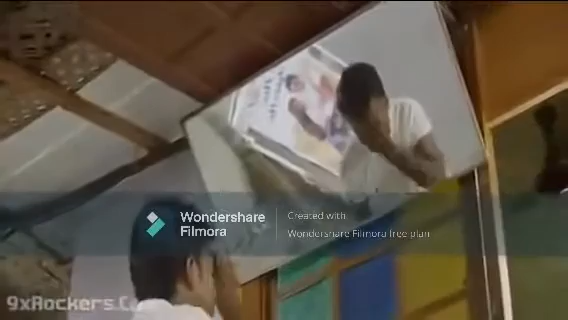 Wondershare
Filmora
Created with
Wondershare Filmora free plan
9xRockers.C